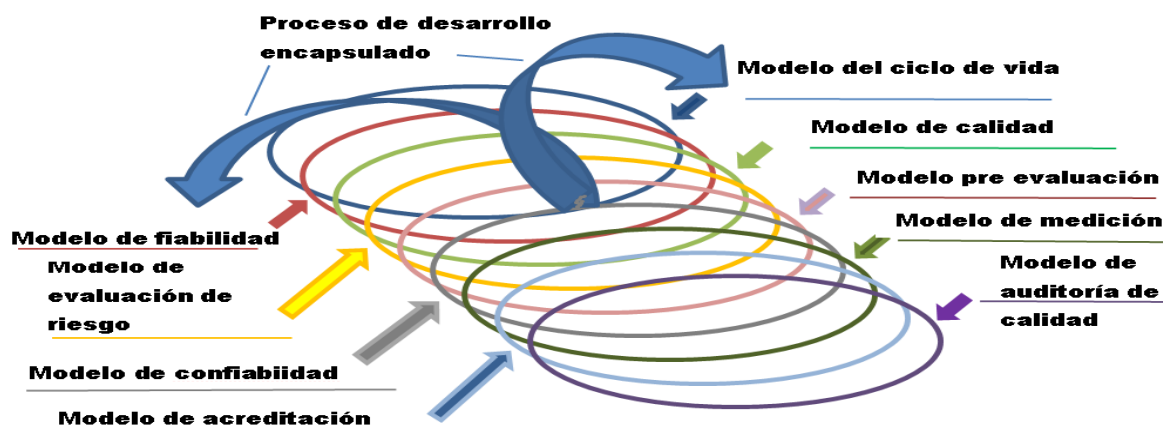 Proceso de desarrollo
encapsulado
Modelo del ciclo de vida
Modelo de calidad
Modelo pre evaluación
Modelo de medición
Modelo de fiabilidad
Modelo de
evaluación de
riesgo
Modelo de
auditoría de
calidad
Modelo de confiabiidad
Modelo de acreditación